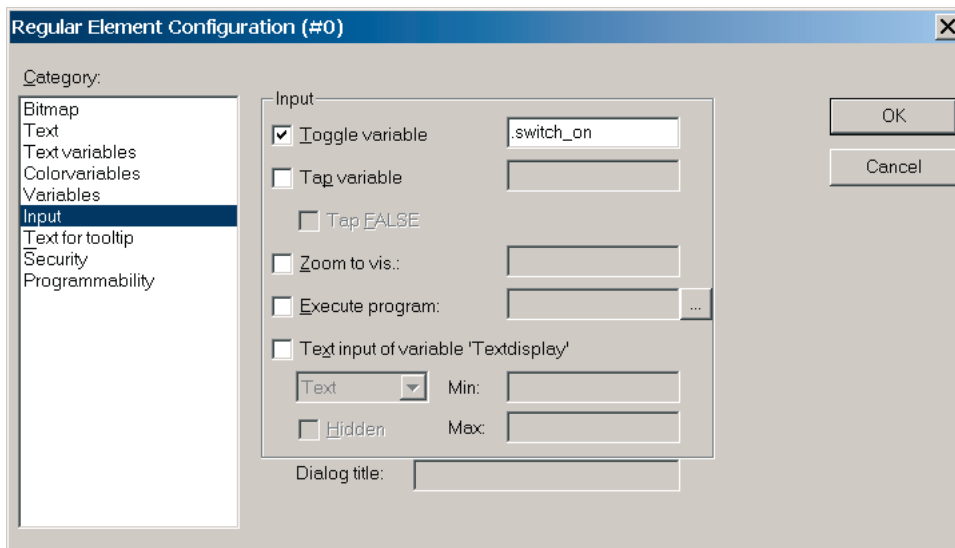 Regular Element Configuration (#0)
Category:
Bitmap
Text
Text variables
Colorvariables
Variables
Input
Text for tooltip
Security
Programmability
Input
Toggle variable .switch_on
Tap variable
Tap FALSE
Zoom to vis.:
Execute program: ...
Text input of variable 'Textdisplay'
Text Min:
Hidden Max:
Dialog title:
OK
Cancel